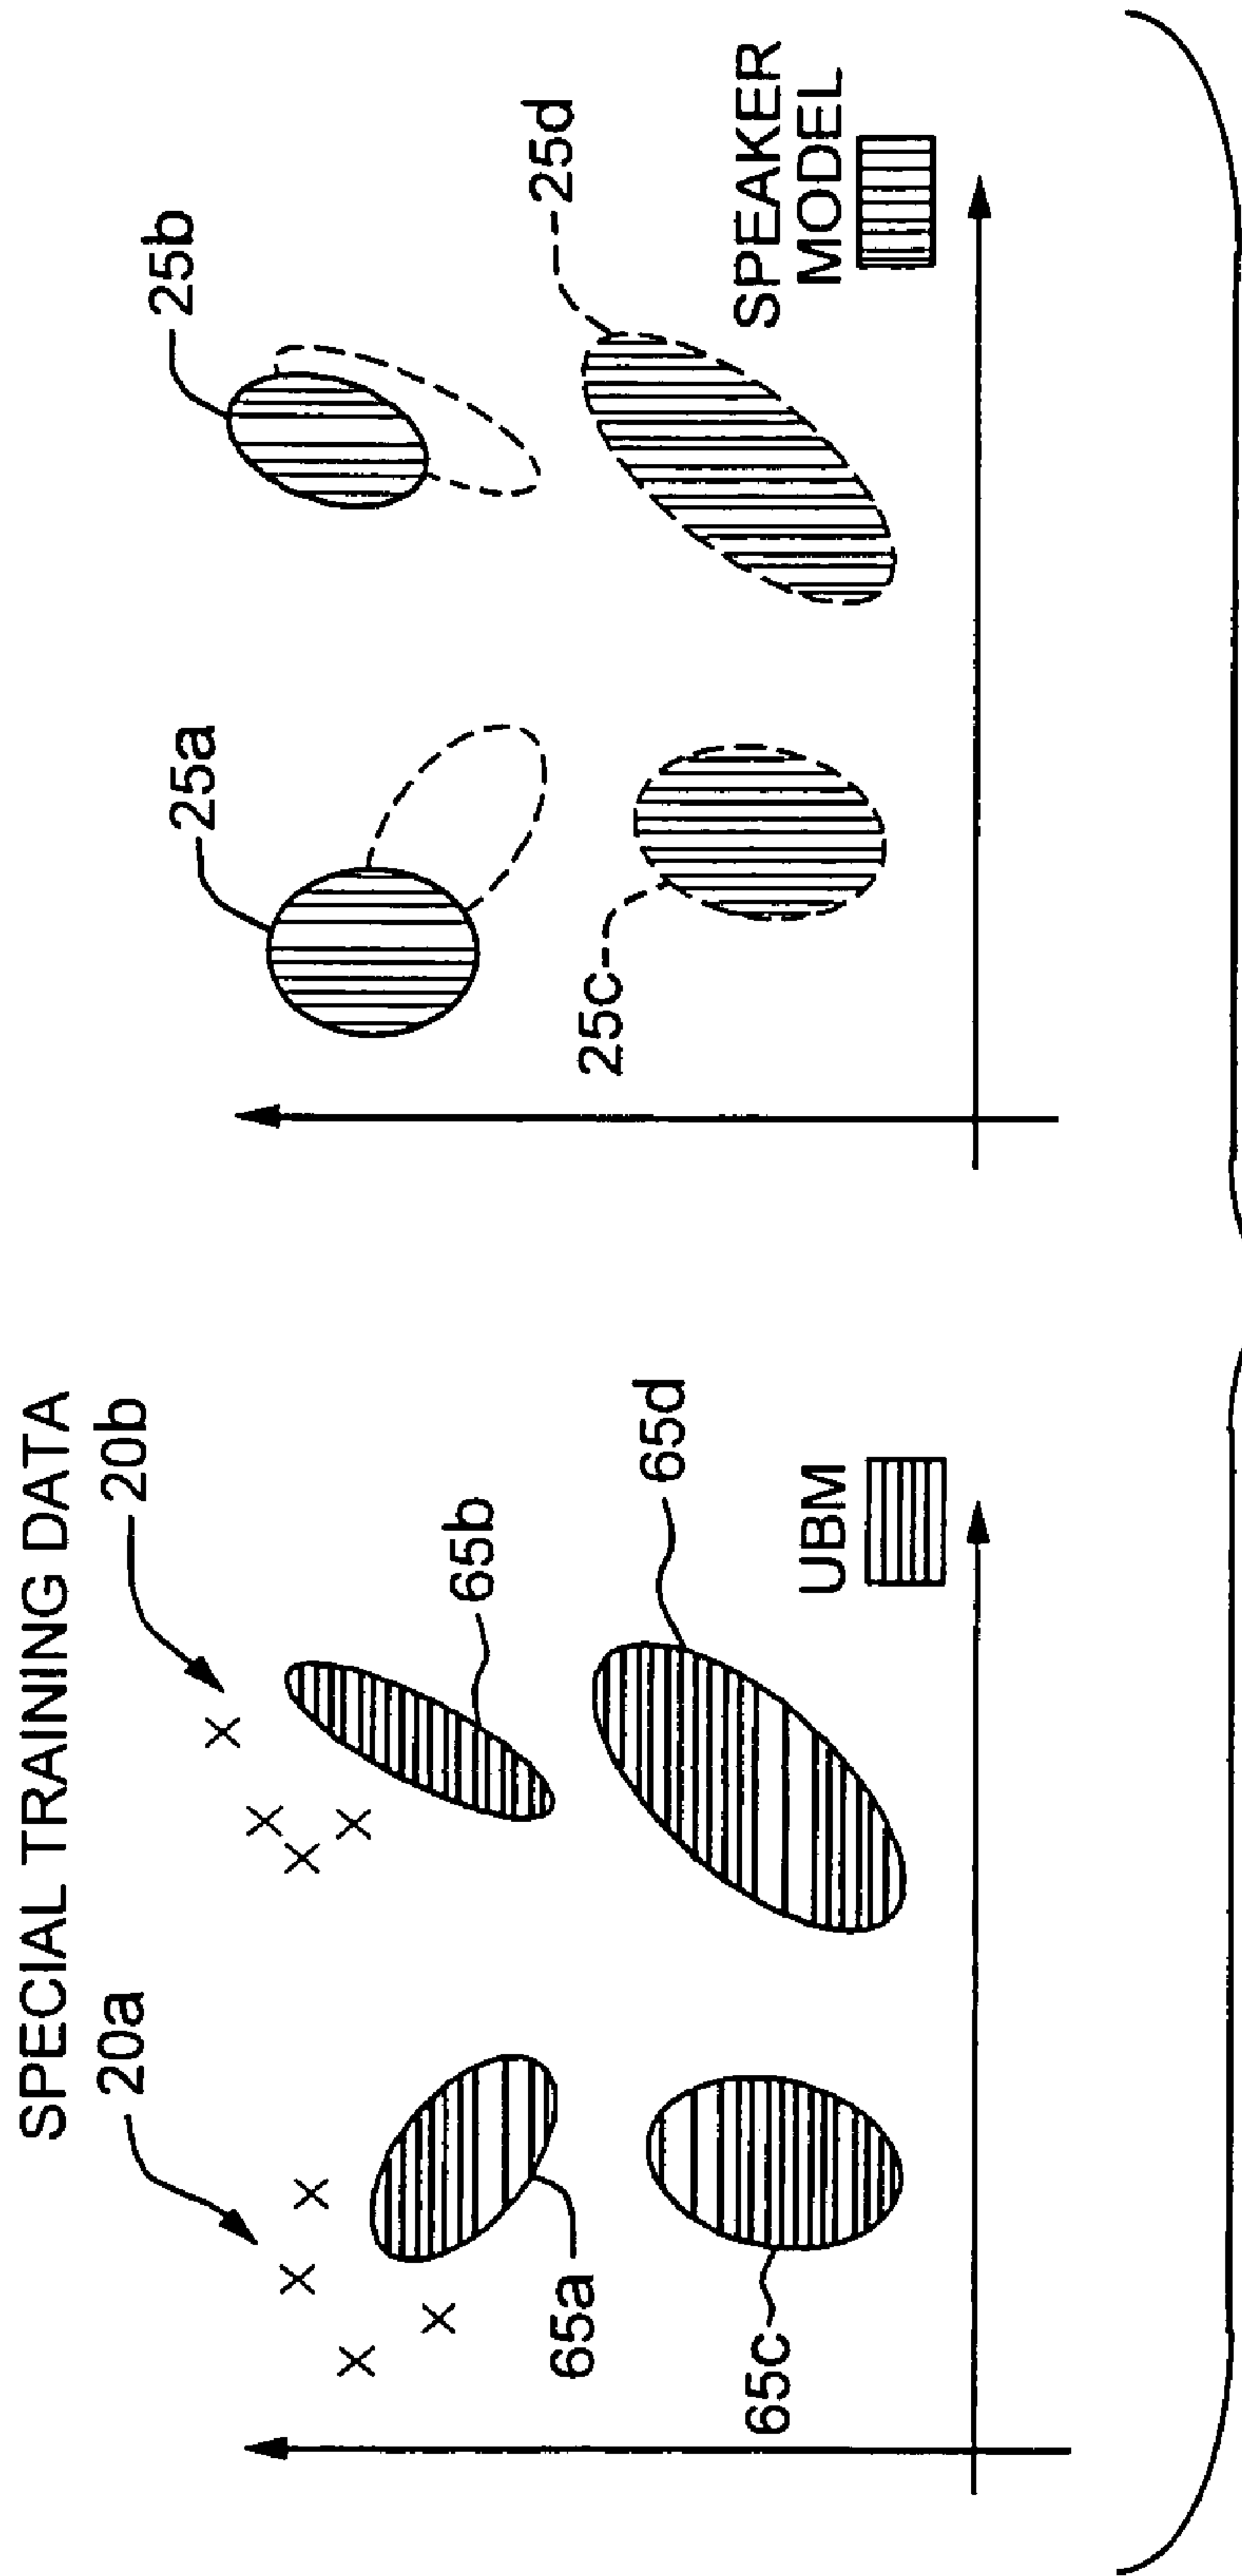 SPECIAL TRAINING DATA
20a
20b
65a
65b
65c
65d
UBM
25a
25b
25c
25d
SPEAKER
MODEL